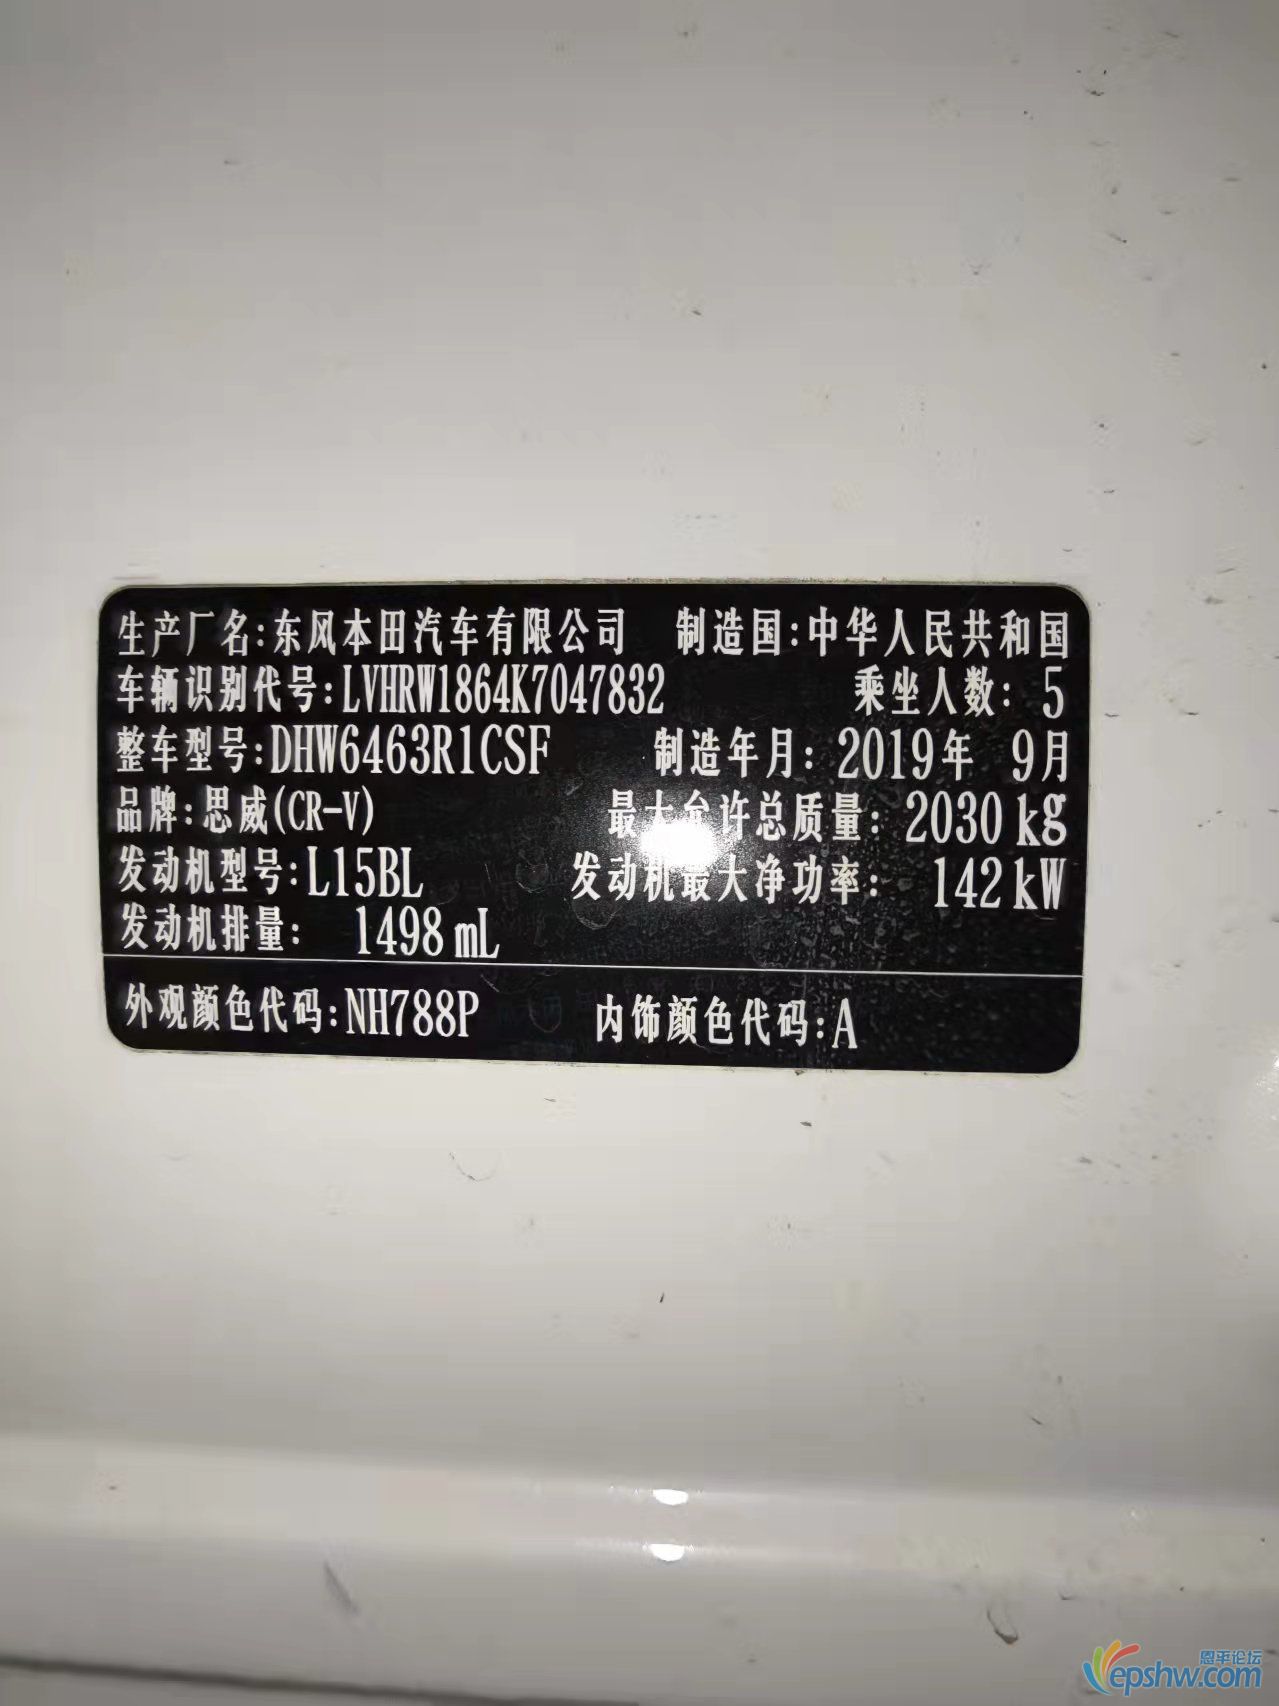 生产厂名:东风本田汽车有限公司 制造国:中华人民共和国
车辆识别代号:LVHRW1864K7047832 乘坐人数: 5
整车型号:DHW6463R1CSF 制造年月: 2019年 9月
品牌:思威(CR-V) 最大允许总质量: 2030 kg
发动机型号:L15BL 发动机最大净功率: 142 kW
发动机排量: 1498 mL
外观颜色代码:NH788P 内饰颜色代码:A
恩平论坛
epshw.com